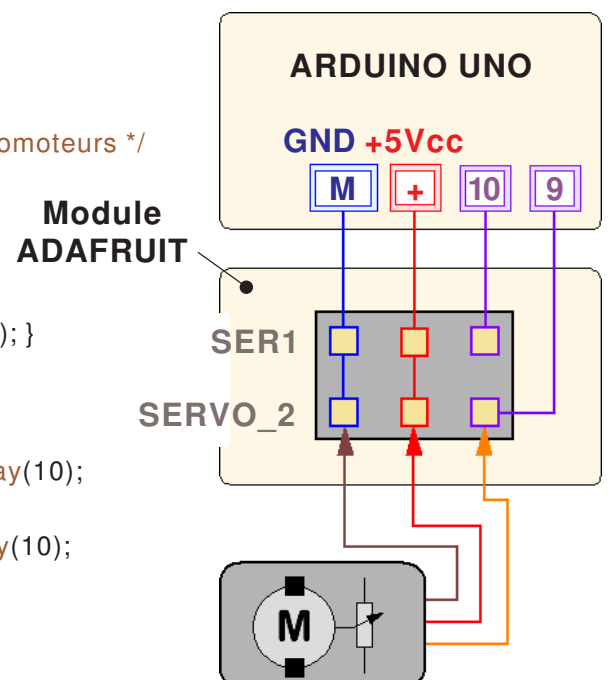 ARDUINO UNO
omoteurs */
GND +5Vcc
M + 10 9
Module
ADAFRUIT
); }
SER1
SERVO_2
ay(10);
y(10);
M